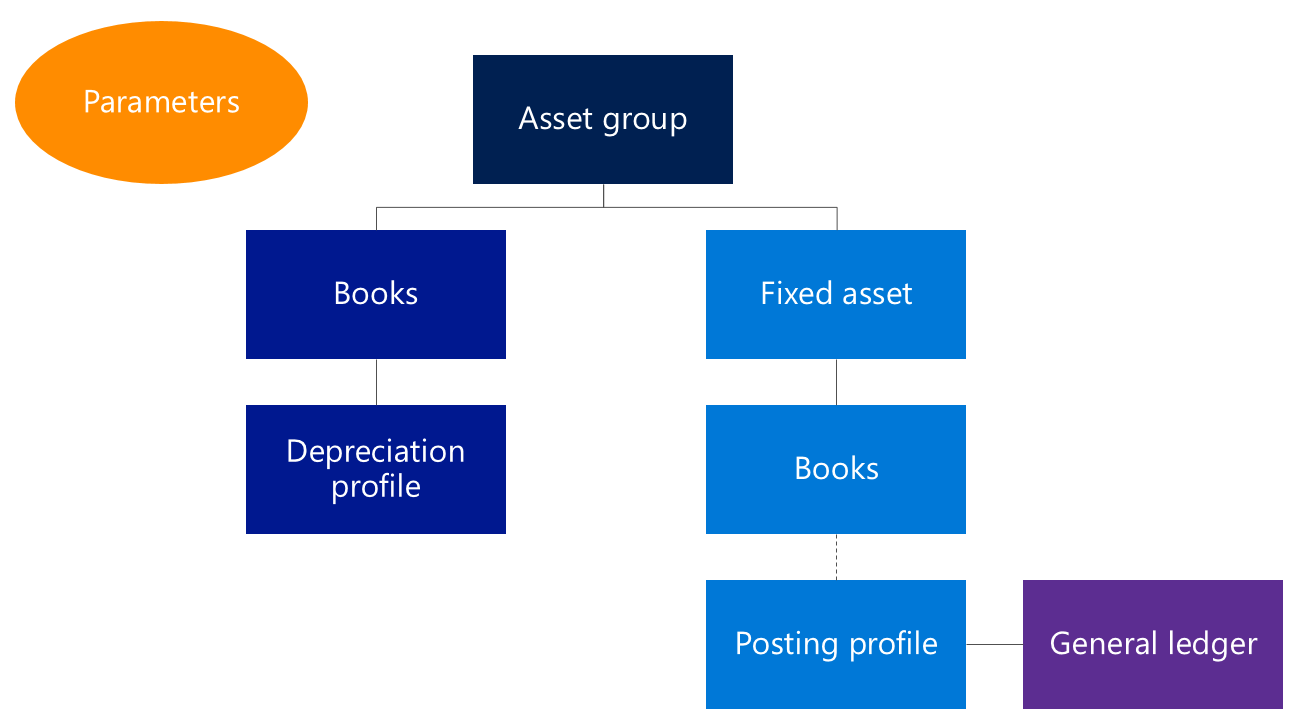 Parameters
Asset group
Books
Fixed asset
Depreciation
profile
Books
Posting profile
General ledger